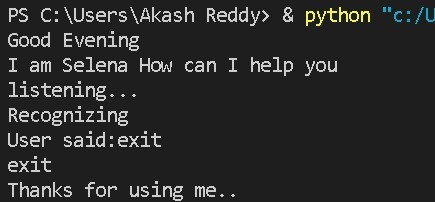 PS C:\Users\Akash Reddy> & python "c:/U
Good Evening
I am Selena How can I help you
listening...
Recognizing
User said:exit
exit
Thanks for using me..